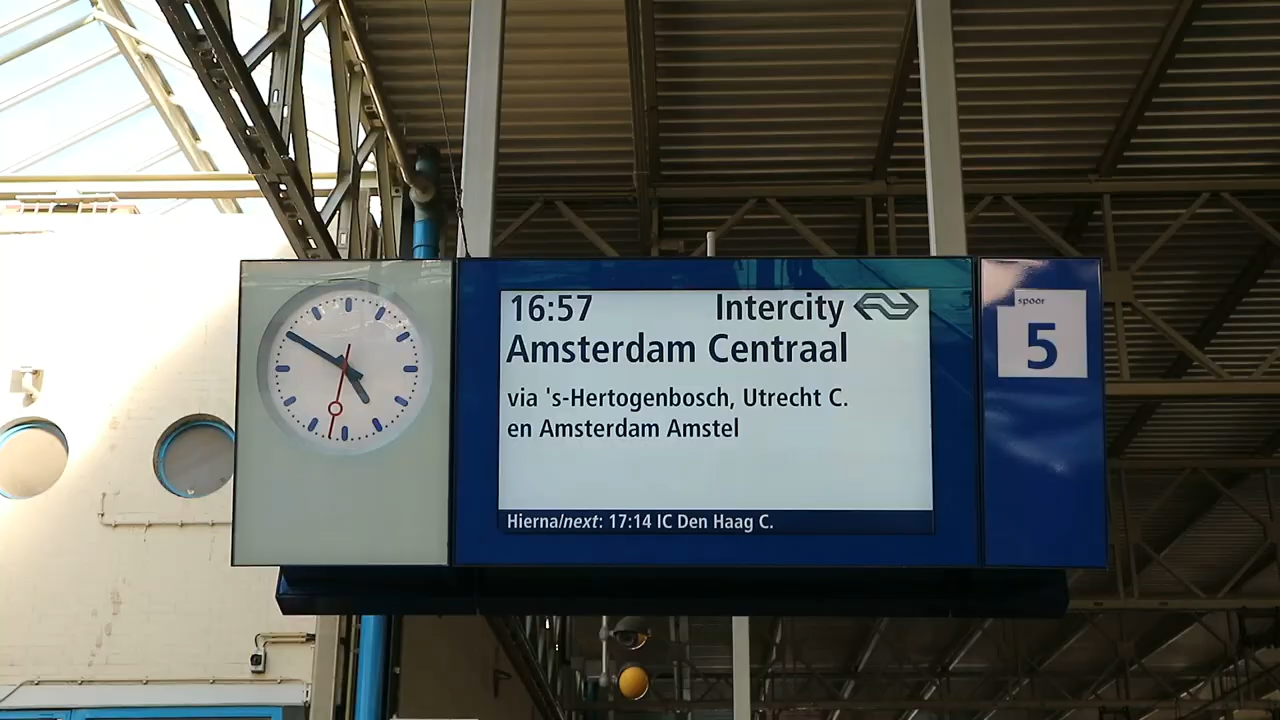 16:57 Intercity
Amsterdam Centraal
via 's-Hertogenbosch, Utrecht C.
en Amsterdam Amstel
Hierna/next: 17:14 IC Den Haag C.
spoor
5